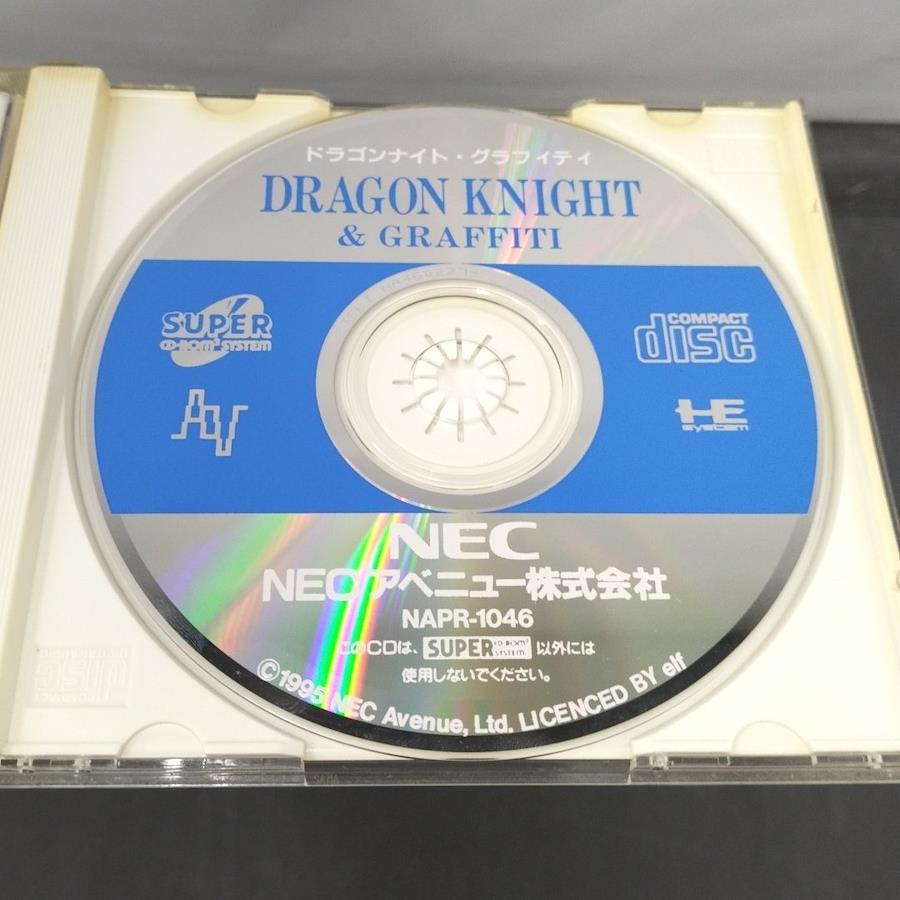 ドラゴンナイト・グラフィティ
DRAGON KNIGHT
& GRAFFITI
SUPER
CD-ROM² SYSTEM
COMPACT
disc
AV
HE
system
NEC
NECアベニュー株式会社
NAPR-1046
このCDは、SUPER CD-ROM² SYSTEM 以外には
使用しないでください。
©1995 NEC Avenue, Ltd. LICENCED BY elf